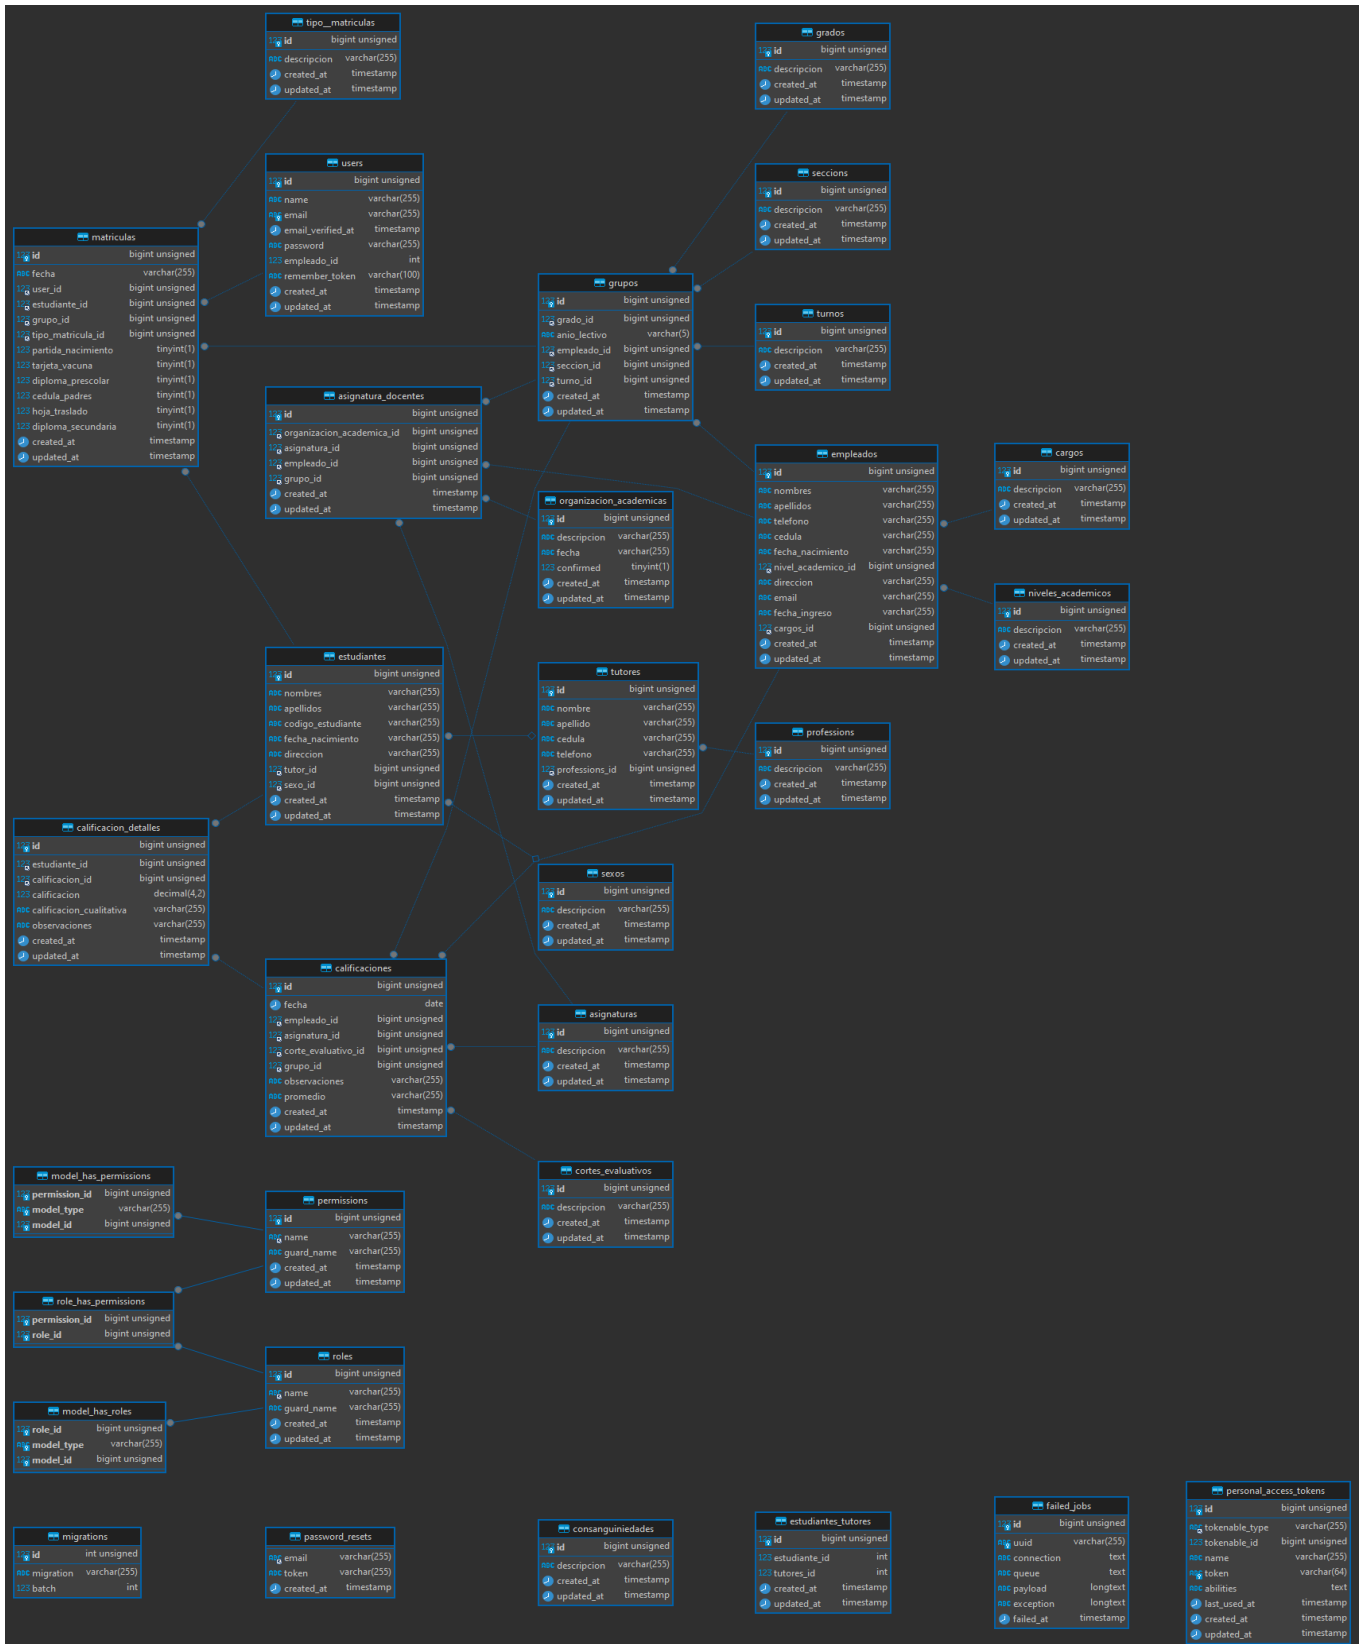 tipo__matriculas
id bigint unsigned
descripcion varchar(255)
created_at timestamp
updated_at timestamp
grados
id bigint unsigned
descripcion varchar(255)
created_at timestamp
updated_at timestamp
users
id bigint unsigned
name varchar(255)
email varchar(255)
email_verified_at timestamp
password varchar(255)
empleado_id int
remember_token varchar(100)
created_at timestamp
updated_at timestamp
seccions
id bigint unsigned
descripcion varchar(255)
created_at timestamp
updated_at timestamp
matriculas
id bigint unsigned
fecha varchar(255)
user_id bigint unsigned
estudiante_id bigint unsigned
grupo_id bigint unsigned
tipo_matricula_id bigint unsigned
partida_nacimiento tinyint(1)
tarjeta_vacuna tinyint(1)
diploma_prescolar tinyint(1)
cedula_padres tinyint(1)
hoja_traslado tinyint(1)
diploma_secundaria tinyint(1)
created_at timestamp
updated_at timestamp
grupos
id bigint unsigned
grado_id bigint unsigned
anio_lectivo varchar(5)
empleado_id bigint unsigned
seccion_id bigint unsigned
turno_id bigint unsigned
created_at timestamp
updated_at timestamp
turnos
id bigint unsigned
descripcion varchar(255)
created_at timestamp
updated_at timestamp
asignatura_docentes
id bigint unsigned
organizacion_academica_id bigint unsigned
asignatura_id bigint unsigned
empleado_id bigint unsigned
grupo_id bigint unsigned
created_at timestamp
updated_at timestamp
empleados
id bigint unsigned
nombres varchar(255)
apellidos varchar(255)
telefono varchar(255)
cedula varchar(255)
fecha_nacimiento varchar(255)
nivel_academico_id bigint unsigned
direccion varchar(255)
email varchar(255)
fecha_ingreso varchar(255)
cargos_id bigint unsigned
created_at timestamp
updated_at timestamp
cargos
id bigint unsigned
descripcion varchar(255)
created_at timestamp
updated_at timestamp
organizacion_academicas
id bigint unsigned
descripcion varchar(255)
fecha varchar(255)
confirmed tinyint(1)
created_at timestamp
updated_at timestamp
niveles_academicos
id bigint unsigned
descripcion varchar(255)
created_at timestamp
updated_at timestamp
estudiantes
id bigint unsigned
nombres varchar(255)
apellidos varchar(255)
codigo_estudiante varchar(255)
fecha_nacimiento varchar(255)
direccion varchar(255)
tutor_id bigint unsigned
sexo_id bigint unsigned
created_at timestamp
updated_at timestamp
tutores
id bigint unsigned
nombre varchar(255)
apellido varchar(255)
cedula varchar(255)
telefono varchar(255)
professions_id bigint unsigned
created_at timestamp
updated_at timestamp
professions
id bigint unsigned
descripcion varchar(255)
created_at timestamp
updated_at timestamp
calificacion_detalles
id bigint unsigned
estudiante_id bigint unsigned
calificacion_id bigint unsigned
calificacion decimal(4,2)
calificacion_cualitativa varchar(255)
observaciones varchar(255)
created_at timestamp
updated_at timestamp
sexos
id bigint unsigned
descripcion varchar(255)
created_at timestamp
updated_at timestamp
calificaciones
id bigint unsigned
fecha date
empleado_id bigint unsigned
asignatura_id bigint unsigned
corte_evaluativo_id bigint unsigned
grupo_id bigint unsigned
observaciones varchar(255)
promedio varchar(255)
created_at timestamp
updated_at timestamp
asignaturas
id bigint unsigned
descripcion varchar(255)
created_at timestamp
updated_at timestamp
cortes_evaluativos
id bigint unsigned
descripcion varchar(255)
created_at timestamp
updated_at timestamp
model_has_permissions
permission_id bigint unsigned
model_type varchar(255)
model_id bigint unsigned
permissions
id bigint unsigned
name varchar(255)
guard_name varchar(255)
created_at timestamp
updated_at timestamp
role_has_permissions
permission_id bigint unsigned
role_id bigint unsigned
roles
id bigint unsigned
name varchar(255)
guard_name varchar(255)
created_at timestamp
updated_at timestamp
model_has_roles
role_id bigint unsigned
model_type varchar(255)
model_id bigint unsigned
migrations
id int unsigned
migration varchar(255)
batch int
password_resets
email varchar(255)
token varchar(255)
created_at timestamp
consanguiniedades
id bigint unsigned
descripcion varchar(255)
created_at timestamp
updated_at timestamp
estudiantes_tutores
id bigint unsigned
estudiante_id int
tutores_id int
created_at timestamp
updated_at timestamp
failed_jobs
id bigint unsigned
uuid varchar(255)
connection text
queue text
payload longtext
exception longtext
failed_at timestamp
personal_access_tokens
id bigint unsigned
tokenable_type varchar(255)
tokenable_id bigint unsigned
name varchar(255)
token varchar(64)
abilities text
last_used_at timestamp
created_at timestamp
updated_at timestamp